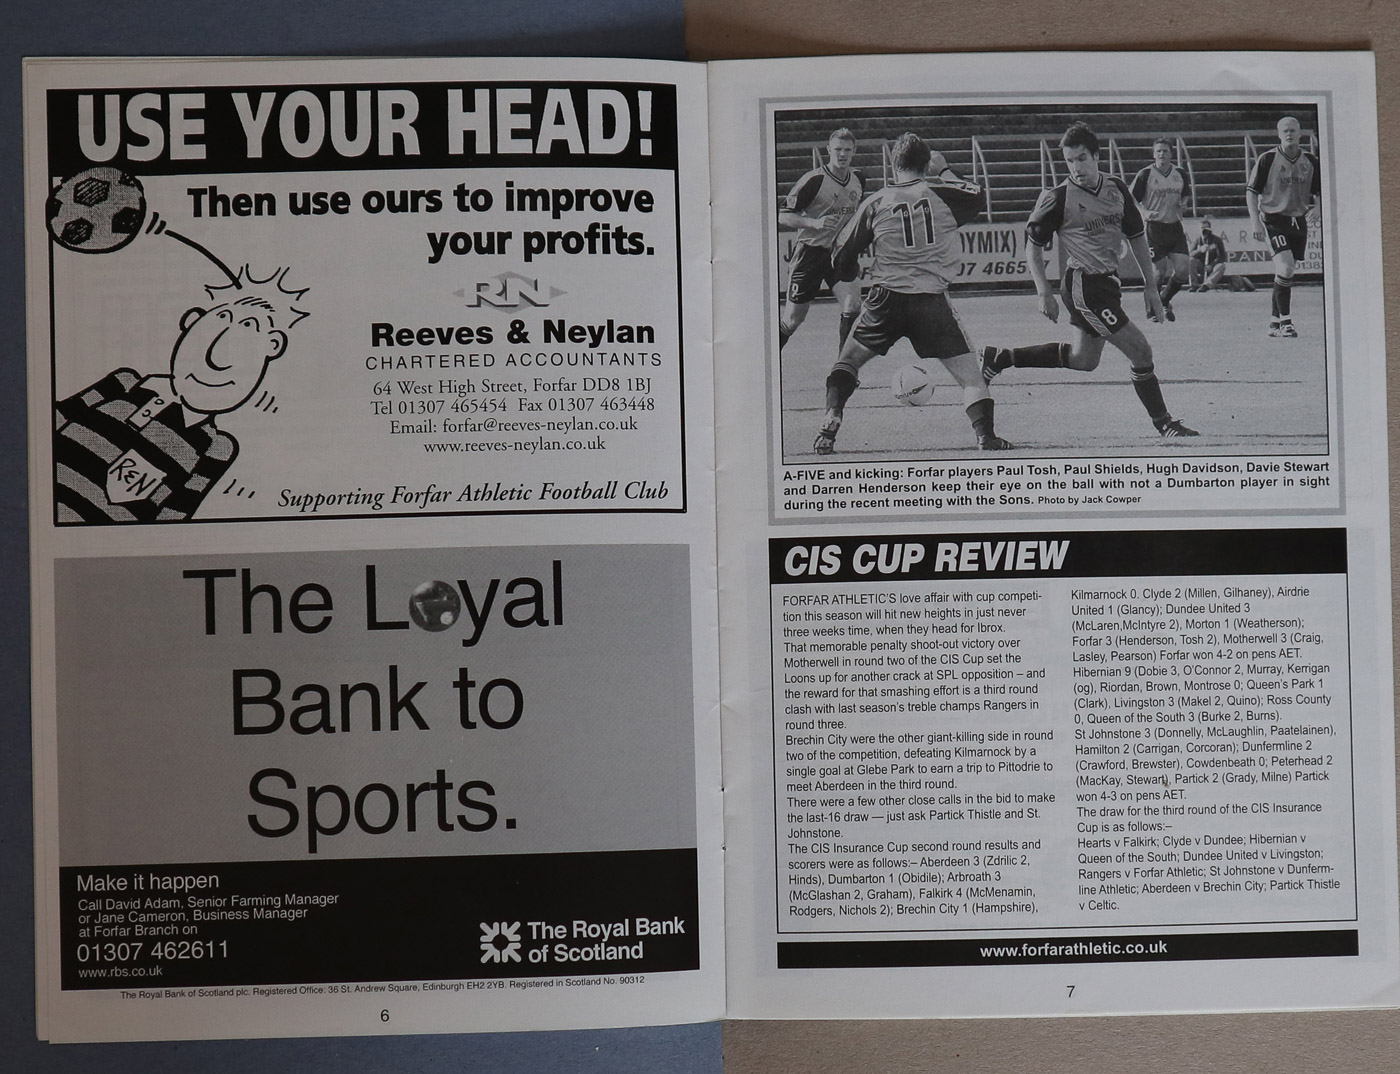 USE YOUR HEAD!
Then use ours to improve
your profits.
RN
Reeves & Neylan
CHARTERED ACCOUNTANTS
64 West High Street, Forfar DD8 1BJ
Tel 01307 465454 Fax 01307 463448
Email: forfar@reeves-neylan.co.uk
www.reeves-neylan.co.uk
R&N
Supporting Forfar Athletic Football Club
The Loyal
Bank to
Sports.
Make it happen
Call David Adam, Senior Farming Manager
or Jane Cameron, Business Manager
at Forfar Branch on
01307 462611
www.rbs.co.uk
The Royal Bank
of Scotland
The Royal Bank of Scotland plc. Registered Office: 36 St. Andrew Square, Edinburgh EH2 2YB. Registered in Scotland No. 90312
6
11
8
10
A-FIVE and kicking: Forfar players Paul Tosh, Paul Shields, Hugh Davidson, Davie Stewart
and Darren Henderson keep their eye on the ball with not a Dumbarton player in sight
during the recent meeting with the Sons. Photo by Jack Cowper
CIS CUP REVIEW
FORFAR ATHLETIC'S love affair with cup competi-
tion this season will hit new heights in just never
three weeks time, when they head for Ibrox.
That memorable penalty shoot-out victory over
Motherwell in round two of the CIS Cup set the
Loons up for another crack at SPL opposition – and
the reward for that smashing effort is a third round
clash with last season's treble champs Rangers in
round three.
Brechin City were the other giant-killing side in round
two of the competition, defeating Kilmarnock by a
single goal at Glebe Park to earn a trip to Pittodrie to
meet Aberdeen in the third round.
There were a few other close calls in the bid to make
the last-16 draw — just ask Partick Thistle and St.
Johnstone.
The CIS Insurance Cup second round results and
scorers were as follows:– Aberdeen 3 (Zdrilic 2,
Hinds), Dumbarton 1 (Obidile); Arbroath 3
(McGlashan 2, Graham), Falkirk 4 (McMenamin,
Rodgers, Nichols 2); Brechin City 1 (Hampshire),
Kilmarnock 0. Clyde 2 (Millen, Gilhaney), Airdrie
United 1 (Glancy); Dundee United 3
(McLaren,McIntyre 2), Morton 1 (Weatherson);
Forfar 3 (Henderson, Tosh 2), Motherwell 3 (Craig,
Lasley, Pearson) Forfar won 4-2 on pens AET.
Hibernian 9 (Dobie 3, O'Connor 2, Murray, Kerrigan
(og), Riordan, Brown, Montrose 0; Queen's Park 1
(Clark), Livingston 3 (Makel 2, Quino); Ross County
0, Queen of the South 3 (Burke 2, Burns).
St Johnstone 3 (Donnelly, McLaughlin, Paatelainen),
Hamilton 2 (Carrigan, Corcoran); Dunfermline 2
(Crawford, Brewster), Cowdenbeath 0; Peterhead 2
(MacKay, Stewart), Partick 2 (Grady, Milne) Partick
won 4-3 on pens AET.
The draw for the third round of the CIS Insurance
Cup is as follows:–
Hearts v Falkirk; Clyde v Dundee; Hibernian v
Queen of the South; Dundee United v Livingston;
Rangers v Forfar Athletic; St Johnstone v Dunferm-
line Athletic; Aberdeen v Brechin City; Partick Thistle
v Celtic.
www.forfarathletic.co.uk
7